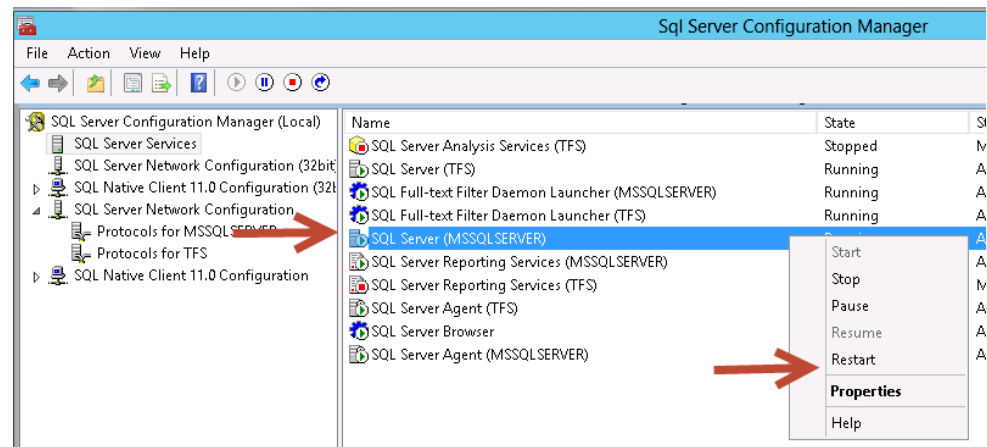 Sql Server Configuration Manager
File Action View Help
SQL Server Configuration Manager (Local)
SQL Server Services
SQL Server Network Configuration (32bit
SQL Native Client 11.0 Configuration (32b
SQL Server Network Configuration
Protocols for MSSQLSERVER
Protocols for TFS
SQL Native Client 11.0 Configuration
Name State St
SQL Server Analysis Services (TFS) Stopped M
SQL Server (TFS) Running A
SQL Full-text Filter Daemon Launcher (MSSQLSERVER) Running A
SQL Full-text Filter Daemon Launcher (TFS) Running A
SQL Server (MSSQLSERVER) A
SQL Server Reporting Services (MSSQLSERVER) A
SQL Server Reporting Services (TFS) M
SQL Server Agent (TFS) A
SQL Server Browser A
SQL Server Agent (MSSQLSERVER) A
Start
Stop
Pause
Resume
Restart
Properties
Help